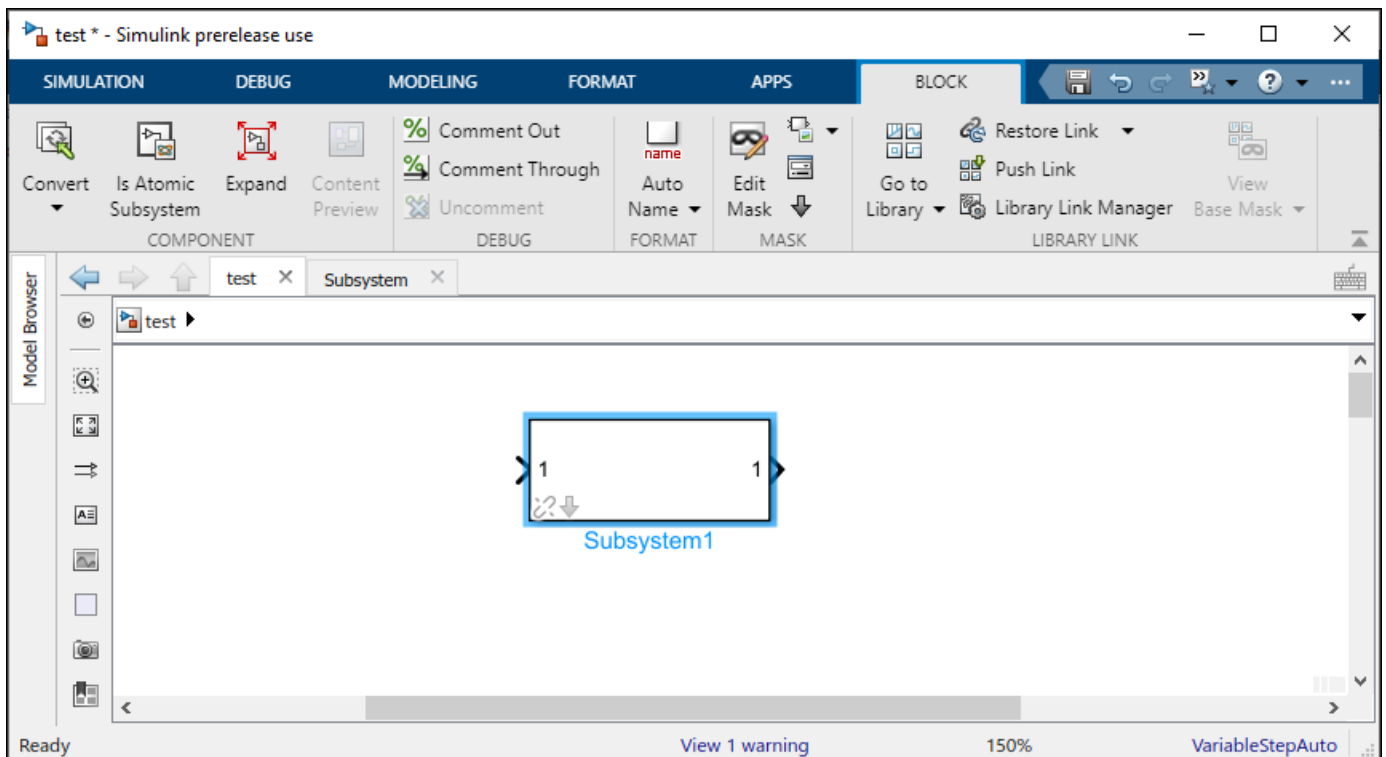 test * - Simulink prerelease use
SIMULATION DEBUG MODELING FORMAT APPS BLOCK
Convert
Is Atomic
Subsystem
Expand
Content
Preview
COMPONENT
% Comment Out
% Comment Through
Uncomment
DEBUG
name
Auto
Name
FORMAT
Edit
Mask
MASK
Go to
Library
Restore Link
Push Link
Library Link Manager
View
Base Mask
LIBRARY LINK
Model Browser
test Subsystem
test
1 1
Subsystem1
Ready View 1 warning 150% VariableStepAuto